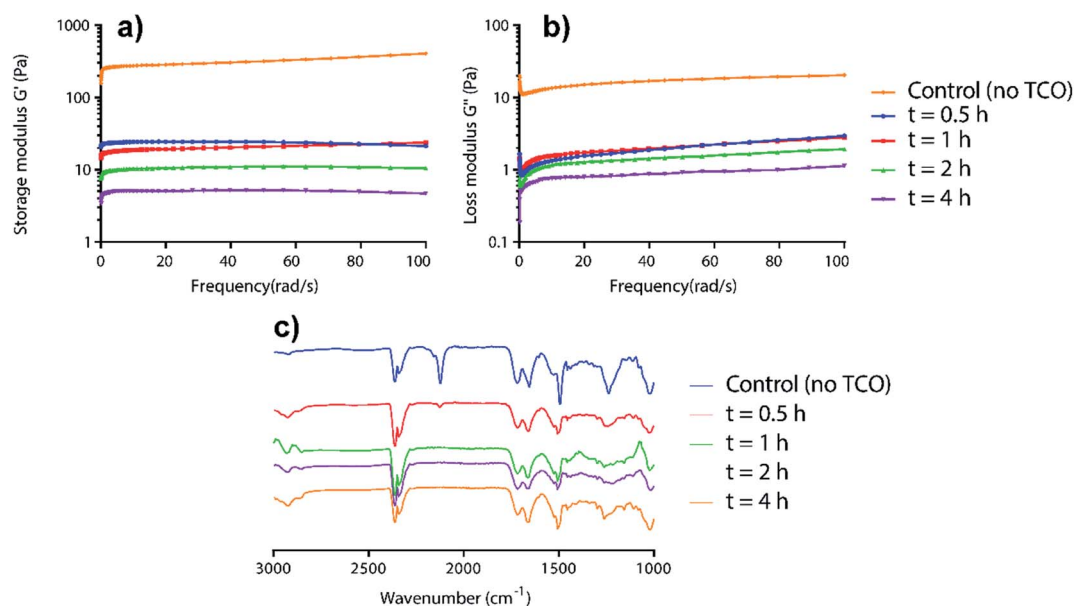 a)
Storage modulus G' (Pa)
1000
100
10
1
0
20
40
60
80
100
Frequency(rad/s)
b)
Loss modulus G'' (Pa)
100
10
1
0.1
0
20
40
60
80
100
Frequency(rad/s)
Control (no TCO)
t = 0.5 h
t = 1 h
t = 2 h
t = 4 h
c)
3000
2500
2000
1500
1000
Wavenumber (cm⁻¹)
Control (no TCO)
t = 0.5 h
t = 1 h
t = 2 h
t = 4 h